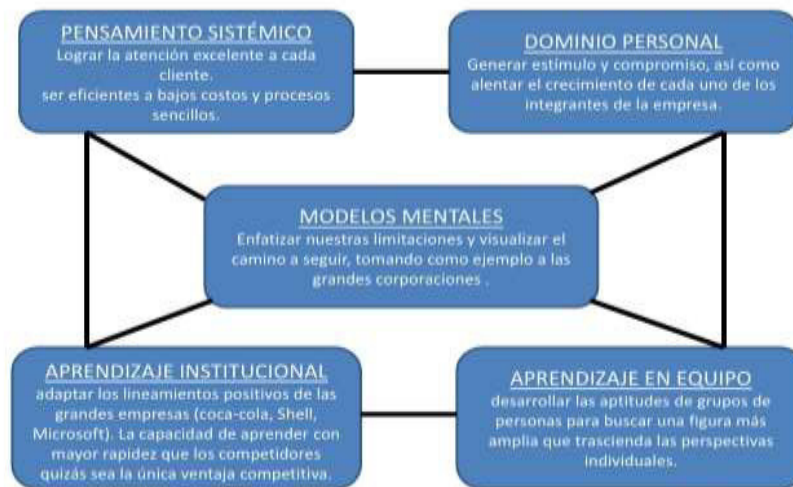 PENSAMIENTO SISTÉMICO
Lograr la atención excelente a cada
cliente.
ser eficientes a bajos costos y procesos
sencillos.
DOMINIO PERSONAL
Generar estímulo y compromiso, así como
alentar el crecimiento de cada uno de los
integrantes de la empresa.
MODELOS MENTALES
Enfatizar nuestras limitaciones y visualizar el
camino a seguir, tomando como ejemplo a las
grandes corporaciones .
APRENDIZAJE INSTITUCIONAL
adaptar los lineamientos positivos de las
grandes empresas (coca-cola, Shell,
Microsoft). La capacidad de aprender con
mayor rapidez que los competidores
quizás sea la única ventaja competitiva.
APRENDIZAJE EN EQUIPO
desarrollar las aptitudes de grupos de
personas para buscar una figura más
amplia que trascienda las perspectivas
individuales.